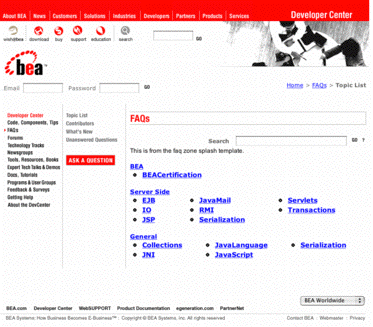 About BEA | News | Customers | Solutions | Industries | Developers | Partners | Products | Services
Developer Center
wish@bea download buy support education search GO
bea
Email Password GO
Home > FAQs > Topic List
Developer Center
Code, Components, Tips
FAQs
Forums
Technology Tracks
Newsgroups
Tools, Resources, Books
Expert Tech Talks & Demos
Docs, Tutorials
Programs & User Groups
Feedback & Surveys
Getting Help
About the DevCenter
Topic List
Contributors
What's New
Unanswered Questions
ASK A QUESTION
FAQs
Search GO ?
This is from the faq zone splash template.
BEA
BEACertification
Server Side
EJB JavaMail Servlets
IO RMI Transactions
JSP Serialization
General
Collections JavaLanguage Serialization
JNI JavaScript
BEA Worldwide
BEA.com Developer Center WebSUPPORT Product Documentation egeneration.com PartnerNet
BEA Systems: How Business Becomes E-Business™ | Copyright © BEA Systems, Inc. All rights reserved
Contact BEA | Webmaster | Privacy